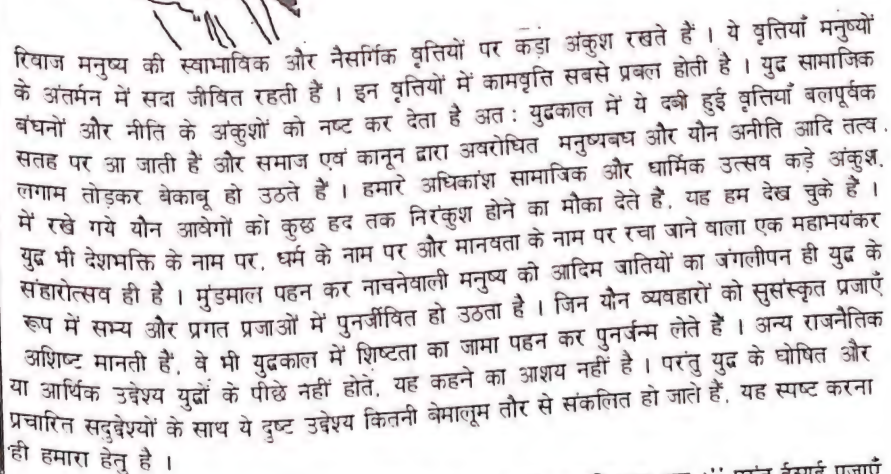 रिवाज मनुष्य की स्वाभाविक और नैसर्गिक वृत्तियों पर कड़ा अंकुश रखते हैं । ये वृत्तियाँ मनुष्यों
के अंतर्मन में सदा जीवित रहती हैं । इन वृत्तियों में कामवृत्ति सबसे प्रबल होती है । युद्ध सामाजिक
बंधनों और नीति के अंकुशों को नष्ट कर देता है अत : युद्धकाल में ये दबी हुई वृत्तियाँ बलपूर्वक
सतह पर आ जाती हैं और समाज एवं कानून द्वारा अवरोधित मनुष्यबध और यौन अनीति आदि तत्व,
लगाम तोड़कर बेकाबू हो उठते हैं । हमारे अधिकांश सामाजिक और धार्मिक उत्सव कड़े अंकुश,
में रखे गये यौन आवेगों को कुछ हद तक निरंकुश होने का मौका देते है, यह हम देख चुके हैं ।
युद्ध भी देशभक्ति के नाम पर, धर्म के नाम पर और मानवता के नाम पर रचा जाने वाला एक महाभयंकर
संहारोत्सव ही है । मुंडमाल पहन कर नाचनेवाली मनुष्य को आदिम जातियों का जंगलीपन ही युद्ध के
रूप में सभ्य और प्रगत प्रजाओं में पुनर्जीवित हो उठता है । जिन यौन व्यवहारों को सुसंस्कृत प्रजाएँ
अशिष्ट मानती हैं, वे भी युद्धकाल में शिष्टता का जामा पहन कर पुनर्जन्म लेते हैं । अन्य राजनैतिक
या आर्थिक उद्देश्य युद्धों के पीछे नहीं होते, यह कहने का आशय नहीं है । परंतु युद्ध के घोषित और
प्रचारित सदुद्देश्यों के साथ ये दुष्ट उद्देश्य कितनी बेमालूम तौर से संकलित हो जाते हैं, यह स्पष्ट करना
ही हमारा हेतु है ।
ईसाई प्रजाएँ